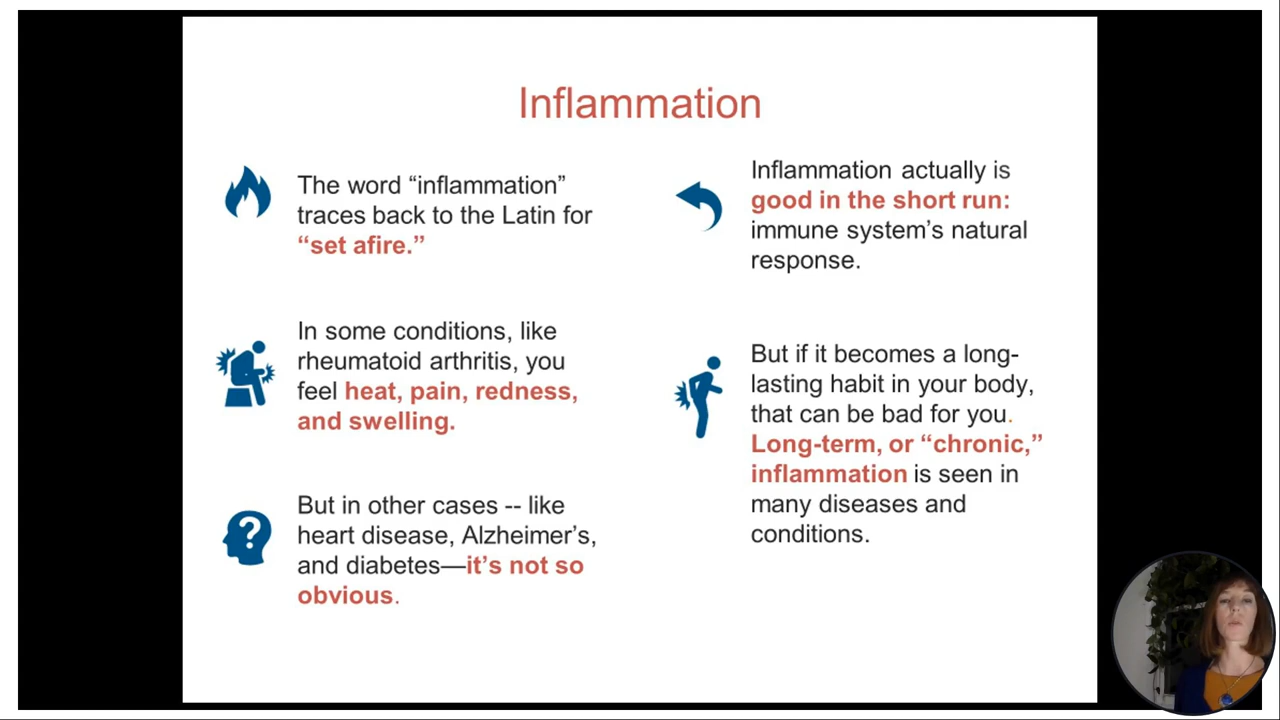 Inflammation
The word “inflammation”
traces back to the Latin for
“set afire.”
In some conditions, like
rheumatoid arthritis, you
feel heat, pain, redness,
and swelling.
But in other cases -- like
heart disease, Alzheimer’s,
and diabetes—it’s not so
obvious.
Inflammation actually is
good in the short run:
immune system’s natural
response.
But if it becomes a long-
lasting habit in your body,
that can be bad for you.
Long-term, or “chronic,”
inflammation is seen in
many diseases and
conditions.